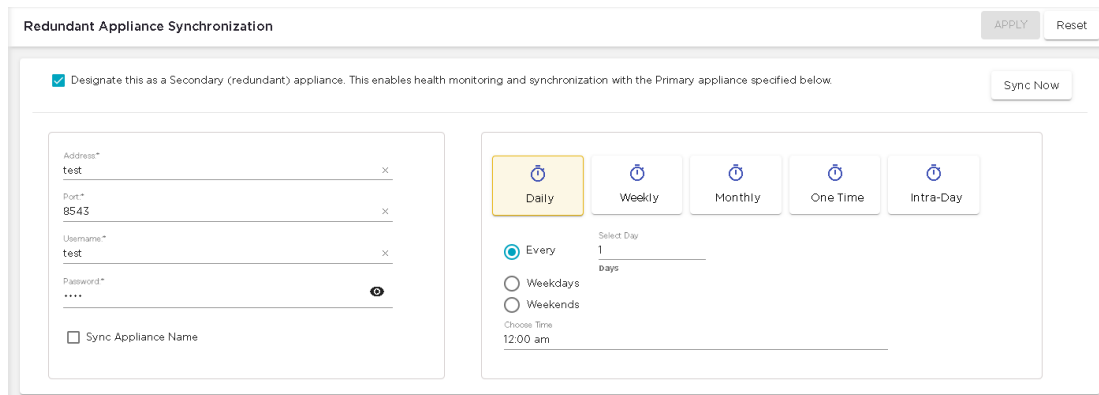 Redundant Appliance Synchronization
APPLY
Reset
Designate this as a Secondary (redundant) appliance. This enables health monitoring and synchronization with the Primary appliance specified below.
Sync Now
Address*
test
Port*
8543
Username*
test
Password*
Sync Appliance Name
Daily
Weekly
Monthly
One Time
Intra-Day
Every
Select Day
1
Days
Weekdays
Weekends
Choose Time
12:00 am